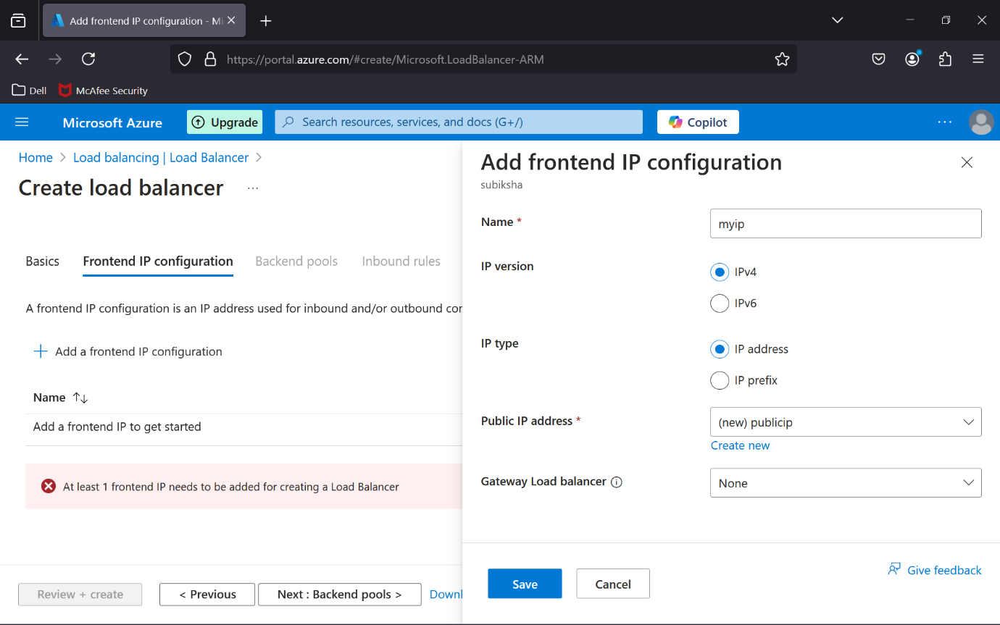 Add frontend IP configuration - Mi
https://portal.azure.com/#create/Microsoft.LoadBalancer-ARM
Dell
McAfee Security
Microsoft Azure
Upgrade
Search resources, services, and docs (G+/)
Copilot
Home > Load balancing | Load Balancer >
Create load balancer
...
Basics
Frontend IP configuration
Backend pools
Inbound rules
A frontend IP configuration is an IP address used for inbound and/or outbound cor
+ Add a frontend IP configuration
Name ↑↓
Add a frontend IP to get started
At least 1 frontend IP needs to be added for creating a Load Balancer
Review + create
< Previous
Next : Backend pools >
Downl
Add frontend IP configuration
subiksha
Name *
myip
IP version
IPv4
IPv6
IP type
IP address
IP prefix
Public IP address *
(new) publicip
Create new
Gateway Load balancer
None
Save
Cancel
Give feedback